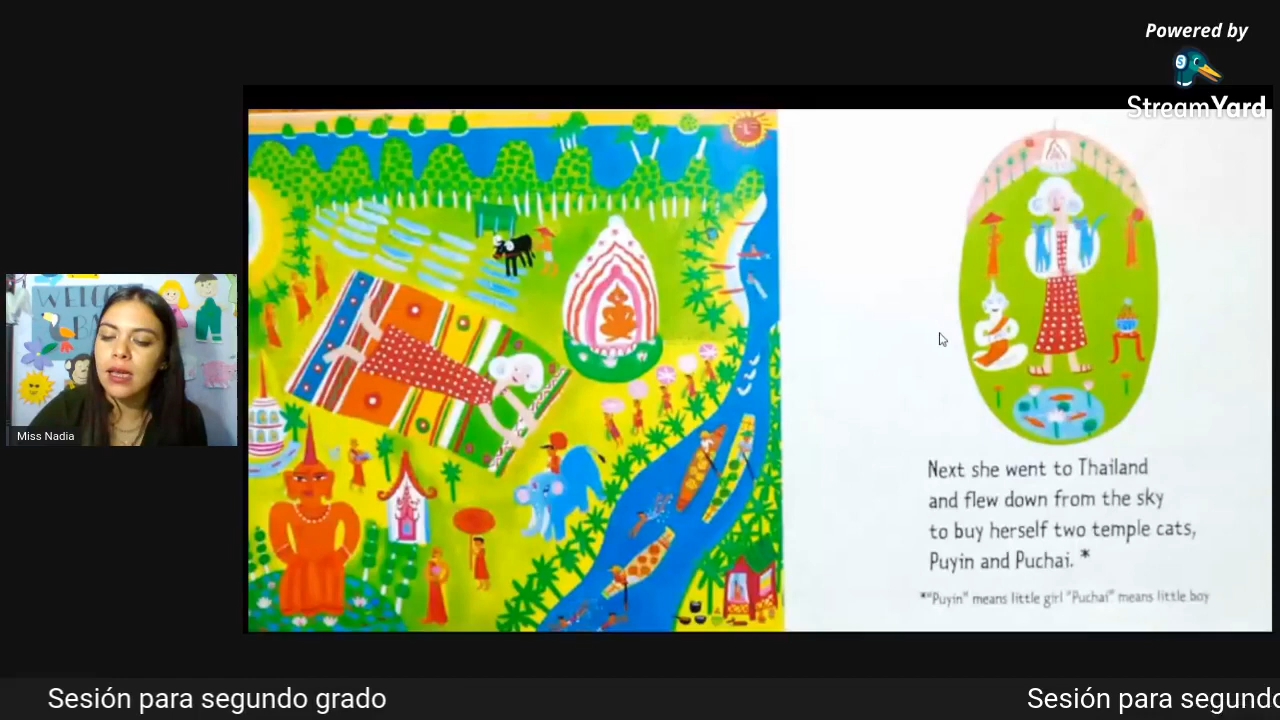 Powered by
StreamYard
WELCOME
Miss Nadia
Next she went to Thailand
and flew down from the sky
to buy herself two temple cats,
Puyin and Puchai. *
*"Puyin" means little girl "Puchai" means little boy
Sesión para segundo grado
Sesión para segundo